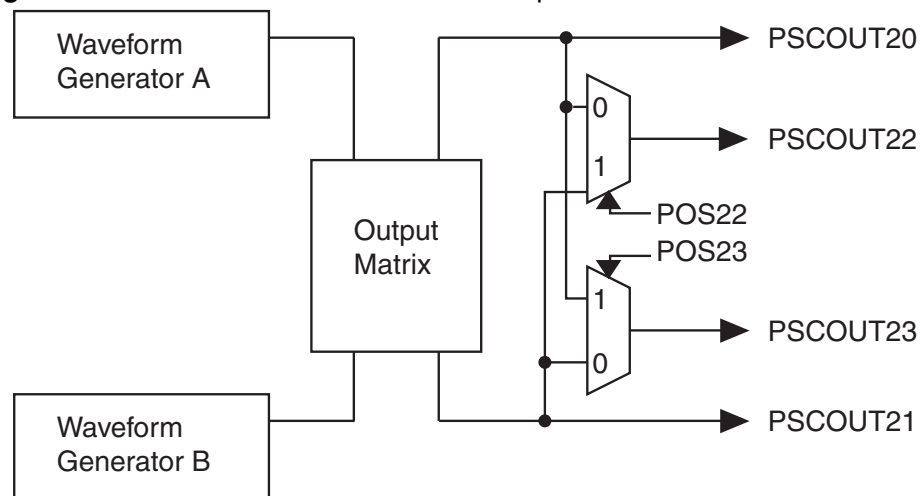 Waveform
Generator A
PSCOUT20
0
PSCOUT22
1
POS22
Output
Matrix
POS23
1
PSCOUT23
0
PSCOUT21
Waveform
Generator B